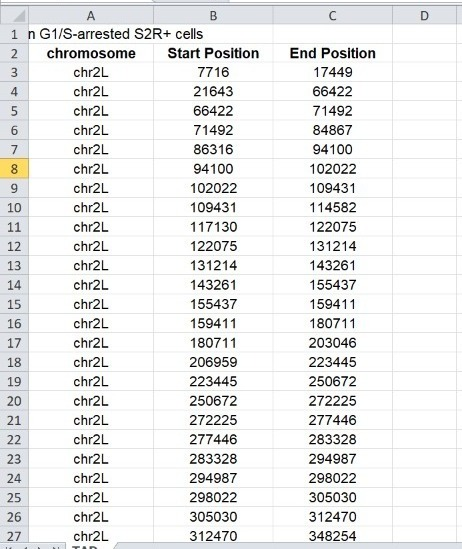 A B C D
1 n G1/S-arrested S2R+ cells
2 chromosome Start Position End Position
3 chr2L 7716 17449
4 chr2L 21643 66422
5 chr2L 66422 71492
6 chr2L 71492 84867
7 chr2L 86316 94100
8 chr2L 94100 102022
9 chr2L 102022 109431
10 chr2L 109431 114582
11 chr2L 117130 122075
12 chr2L 122075 131214
13 chr2L 131214 143261
14 chr2L 143261 155437
15 chr2L 155437 159411
16 chr2L 159411 180711
17 chr2L 180711 203046
18 chr2L 206959 223445
19 chr2L 223445 250672
20 chr2L 250672 272225
21 chr2L 272225 277446
22 chr2L 277446 283328
23 chr2L 283328 294987
24 chr2L 294987 298022
25 chr2L 298022 305030
26 chr2L 305030 312470
27 chr2L 312470 348254